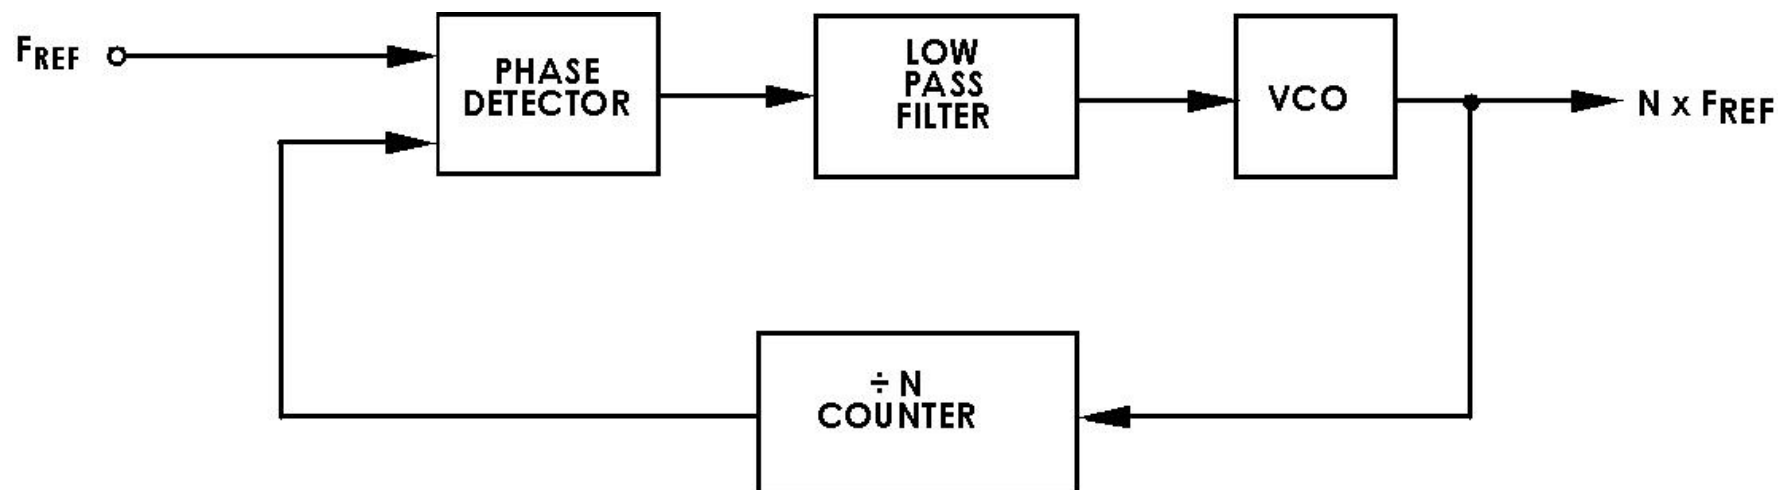 FREF
PHASE
DETECTOR
LOW
PASS
FILTER
VCO
N x FREF
÷ N
COUNTER